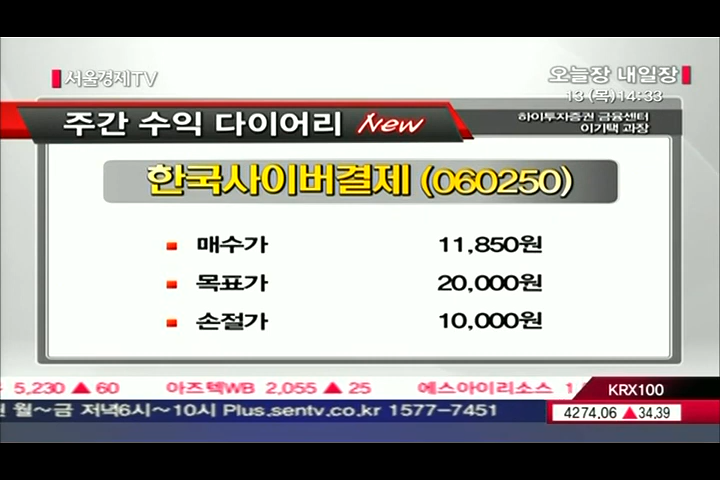 서울경제TV
오늘장 내일장
13 (목)14:33
주간 수익 다이어리 New
하이투자증권 금융센터
이기택 과장
한국사이버결제 (060250)
매수가 11,850원
목표가 20,000원
손절가 10,000원
5,230 ▲ 60 아즈텍WB 2,055 ▲ 25 에스아이리소스
KRX100
월~금 저녁6시~10시 Plus.sentv.co.kr 1577-7451
4274.06 ▲34.39